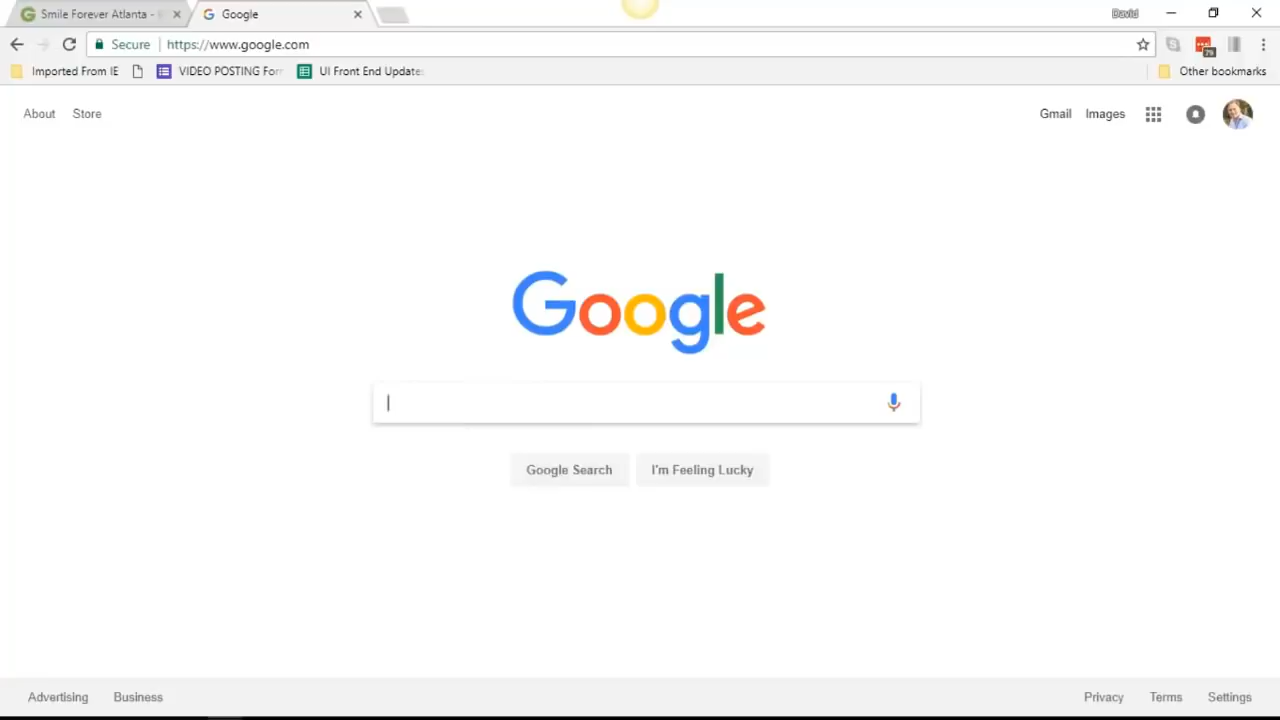 Smile Forever Atlanta -
Google
David
Secure
https://www.google.com
79
Imported From IE
VIDEO POSTING For
UI Front End Update
Other bookmarks
About
Store
Gmail
Images
Google
Google Search
I'm Feeling Lucky
Advertising
Business
Privacy
Terms
Settings